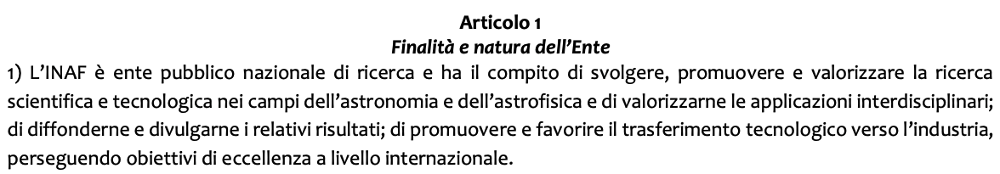 Articolo 1
Finalità e natura dell’Ente
1) L’INAF è ente pubblico nazionale di ricerca e ha il compito di svolgere, promuovere e valorizzare la ricerca
scientifica e tecnologica nei campi dell’astronomia e dell’astrofisica e di valorizzarne le applicazioni interdisciplinari;
di diffonderne e divulgarne i relativi risultati; di promuovere e favorire il trasferimento tecnologico verso l’industria,
perseguendo obiettivi di eccellenza a livello internazionale.